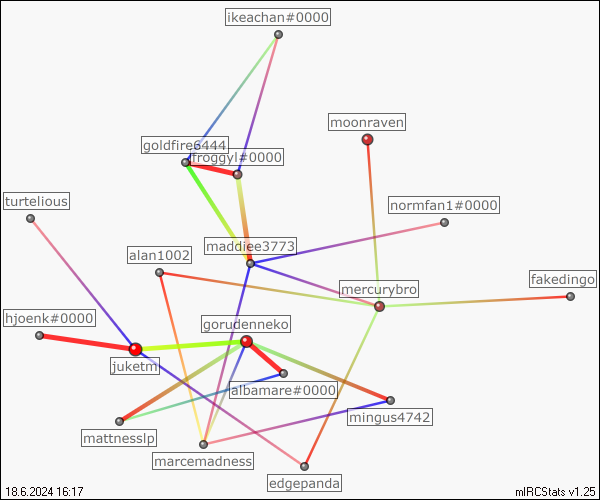 ikeachan#0000
moonraven
goldfire6444
froggyl#0000
turtelious
normfan1#0000
maddiee3773
alan1002
fakedingo
mercurybro
hjoenk#0000
gorudenneko
juketm
albamare#0000
mingus4742
mattnesslp
marcemadness
edgepanda
18.6.2024 16:17
mIRCStats v1.25